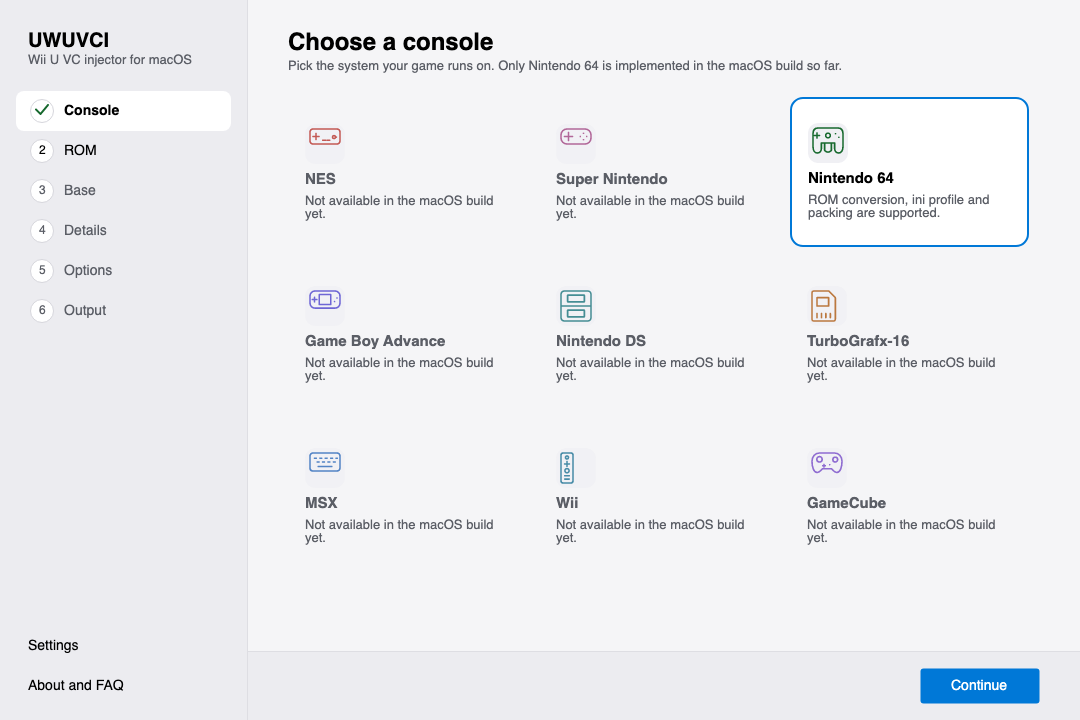 UWUVCI
Wii U VC injector for macOS
Console
2 ROM
3 Base
4 Details
5 Options
6 Output
Settings
About and FAQ
Choose a console
Pick the system your game runs on. Only Nintendo 64 is implemented in the macOS build so far.
NES
Not available in the macOS build
yet.
Super Nintendo
Not available in the macOS build
yet.
Nintendo 64
ROM conversion, ini profile and
packing are supported.
Game Boy Advance
Not available in the macOS build
yet.
Nintendo DS
Not available in the macOS build
yet.
TurboGrafx-16
Not available in the macOS build
yet.
MSX
Not available in the macOS build
yet.
Wii
Not available in the macOS build
yet.
GameCube
Not available in the macOS build
yet.
Continue